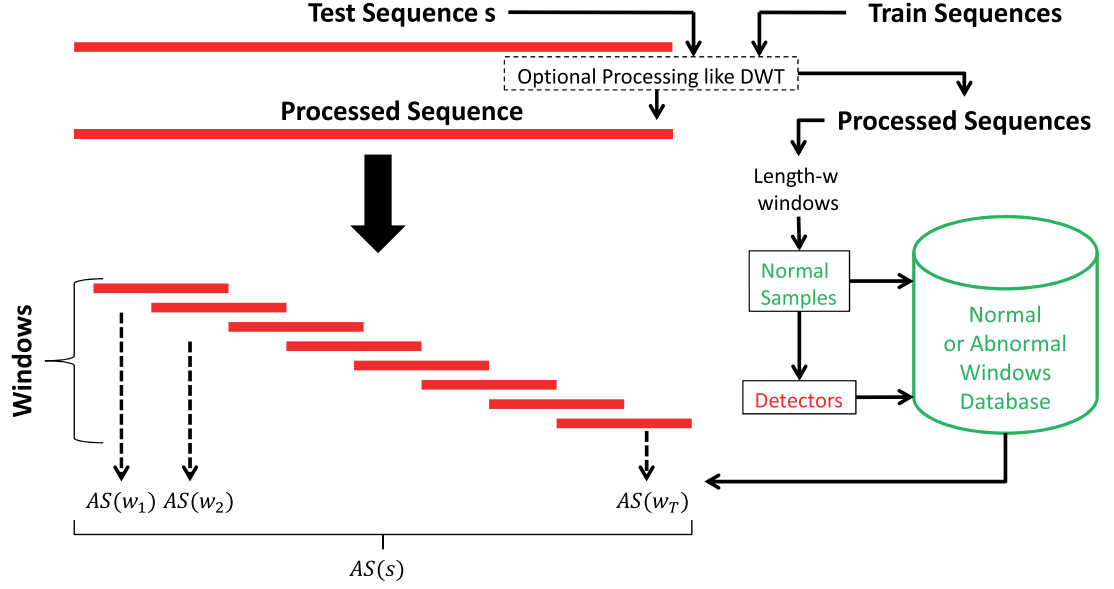 Test Sequence s
Train Sequences
Optional Processing like DWT
Processed Sequence
Processed Sequences
Length-w
windows
Normal
Samples
Normal
or Abnormal
Windows
Database
Detectors
Windows
AS(w₁) AS(w₂)
AS(w_T)
AS(s)